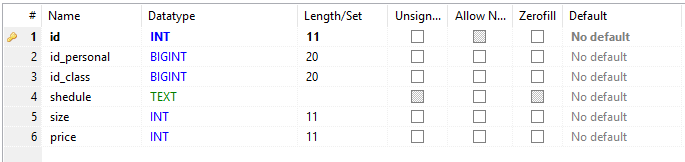 # Name Datatype Length/Set Unsign... Allow N... Zerofill Default
1 id INT 11 No default
2 id_personal BIGINT 20 No default
3 id_class BIGINT 20 No default
4 shedule TEXT No default
5 size INT 11 No default
6 price INT 11 No default